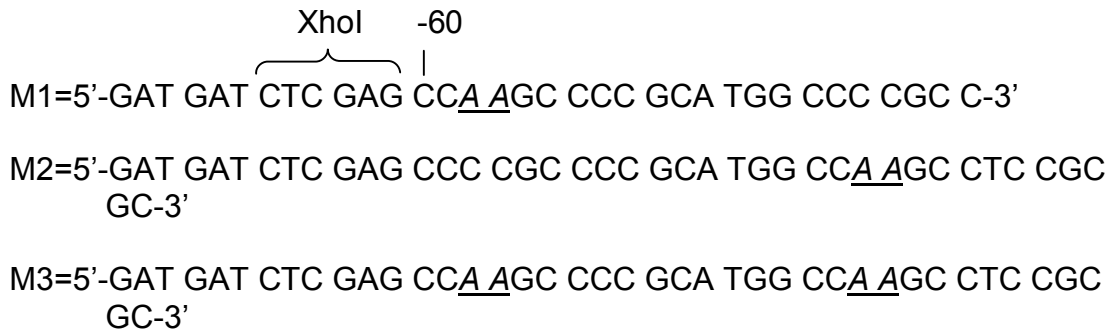 XhoI -60
M1=5’-GAT GAT CTC GAG CCA AGC CCC GCA TGG CCC CGC C-3’
M2=5’-GAT GAT CTC GAG CCC CGC CCC GCA TGG CCA AGC CTC CGC
GC-3’
M3=5’-GAT GAT CTC GAG CCA AGC CCC GCA TGG CCA AGC CTC CGC
GC-3’